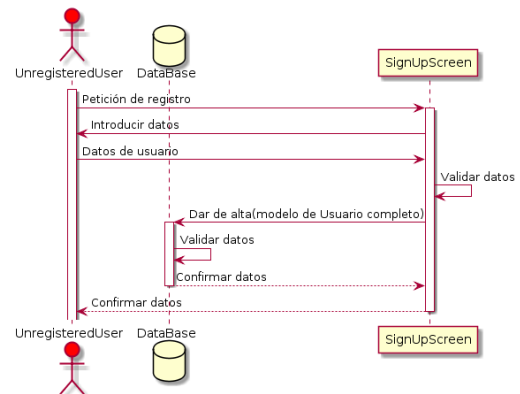 UnregisteredUser
DataBase
SignUpScreen
Petición de registro
Introducir datos
Datos de usuario
Validar datos
Dar de alta(modelo de Usuario completo)
Validar datos
Confirmar datos
Confirmar datos
UnregisteredUser
DataBase
SignUpScreen